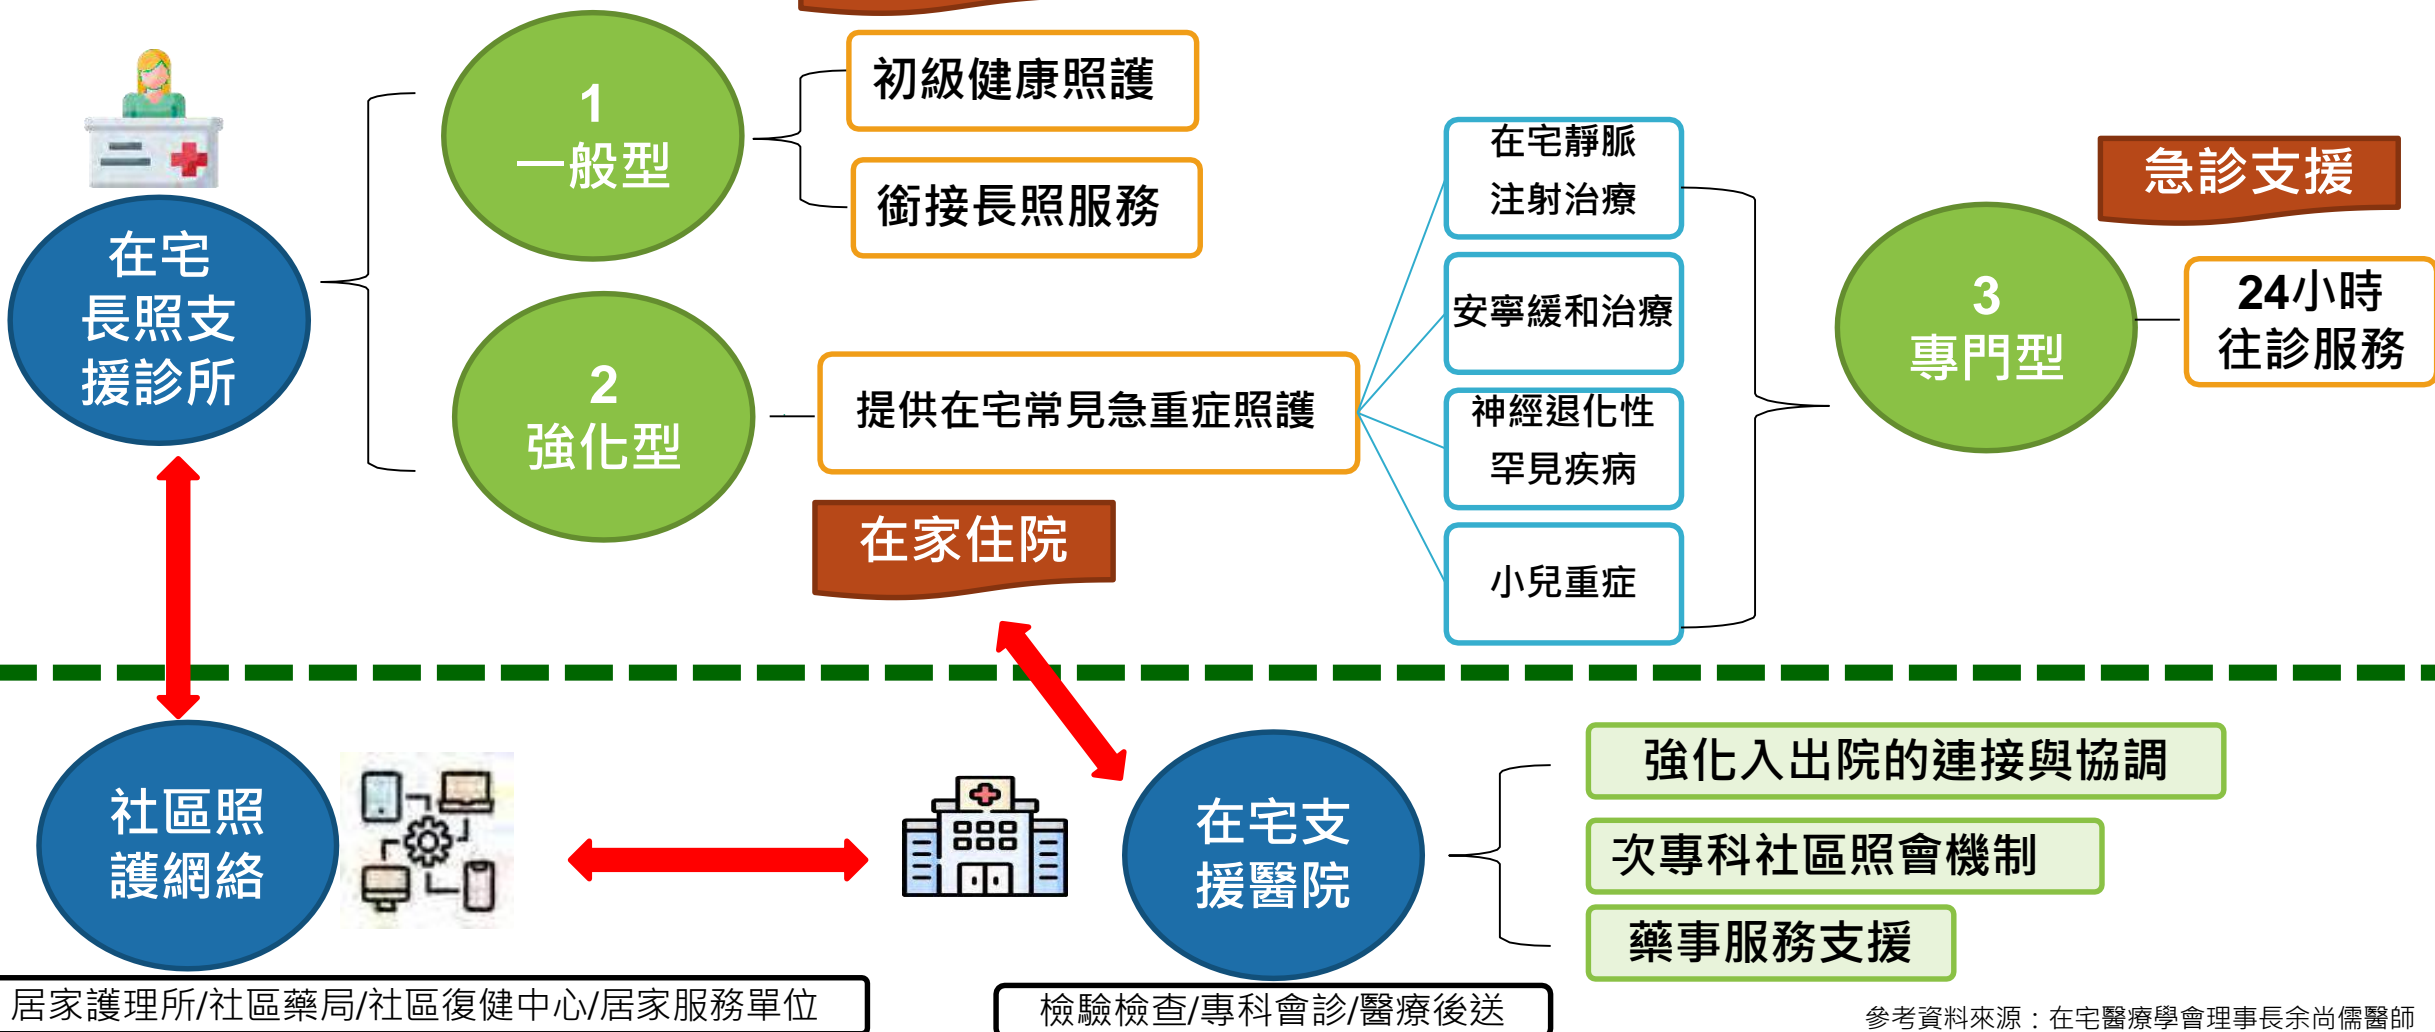 在宅
長照支
援診所
1
一般型
初級健康照護
銜接長照服務
2
強化型
提供在宅常見急重症照護
在家住院
在宅靜脈
注射治療
安寧緩和治療
神經退化性
罕見疾病
小兒重症
3
專門型
急診支援
24小時
往診服務
社區照
護網絡
居家護理所/社區藥局/社區復健中心/居家服務單位
在宅支
援醫院
檢驗檢查/專科會診/醫療後送
強化入出院的連接與協調
次專科社區照會機制
藥事服務支援
參考資料來源：在宅醫療學會理事長余尚儒醫師